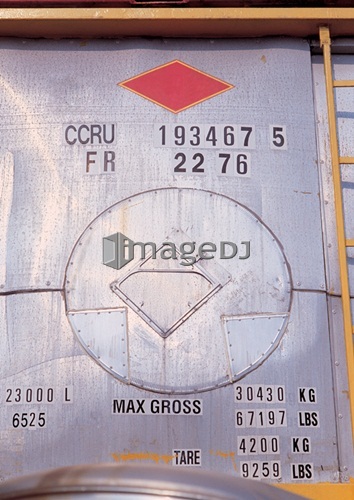 CCRU 193467 5
FR 22 76
imageDJ
23000 L 30430 KG
6525 MAX GROSS 67197 LBS
4200 KG
TARE 9259 LBS